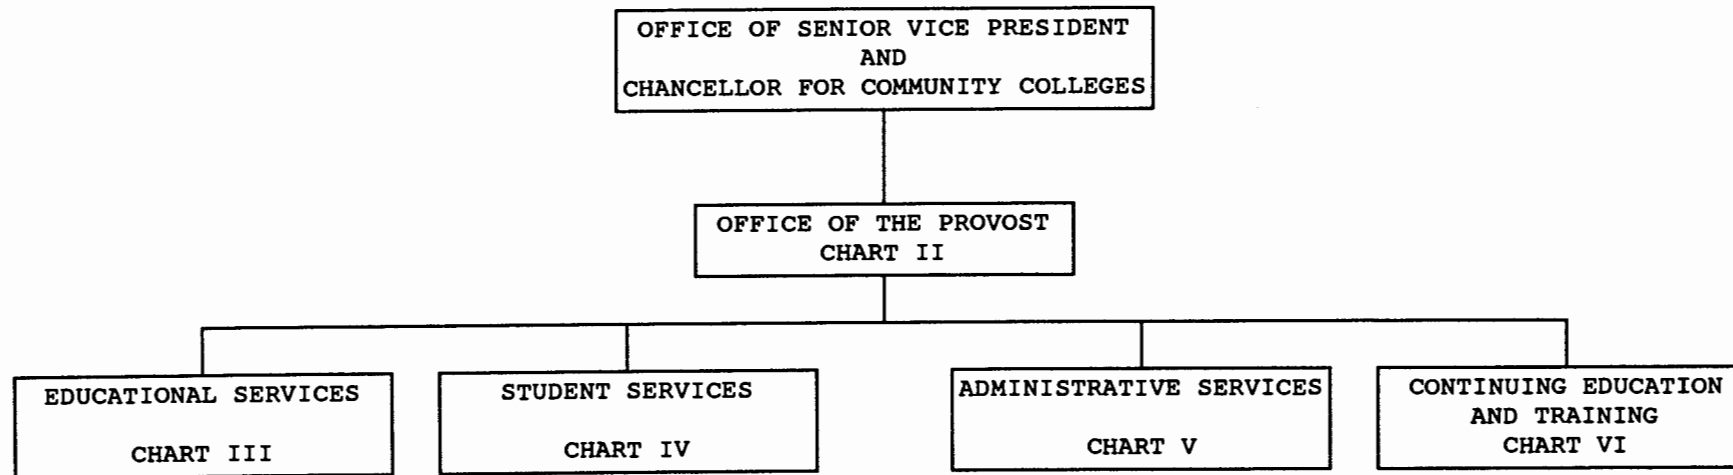 OFFICE OF SENIOR VICE PRESIDENT
AND
CHANCELLOR FOR COMMUNITY COLLEGES
OFFICE OF THE PROVOST
CHART II
EDUCATIONAL SERVICES
CHART III
STUDENT SERVICES
CHART IV
ADMINISTRATIVE SERVICES
CHART V
CONTINUING EDUCATION
AND TRAINING
CHART VI